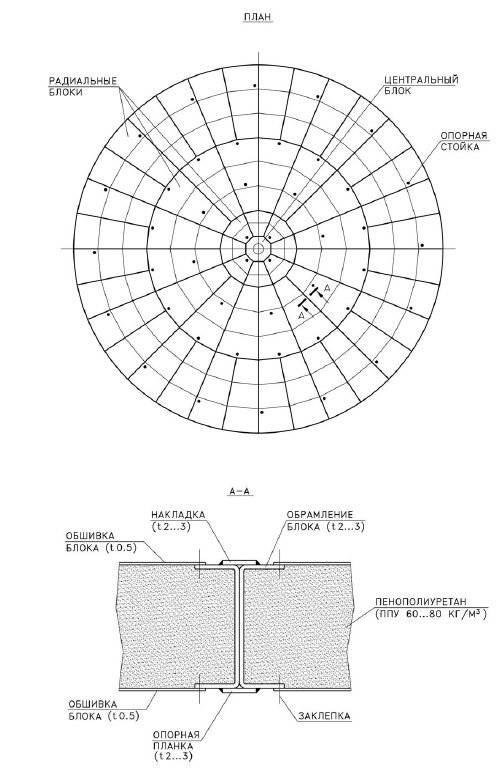 ПЛАН
РАДИАЛЬНЫЕ
БЛОКИ
ЦЕНТРАЛЬНЫЙ
БЛОК
ОПОРНАЯ
СТОЙКА
А
А
А-А
НАКЛАДКА
(t2...3)
ОБРАМЛЕНИЕ
БЛОКА (t2...3)
ОБШИВКА
БЛОКА (t0.5)
ПЕНОПОЛИУРЕТАН
(ППУ 60...80 КГ/М³)
ОБШИВКА
БЛОКА (t0.5)
ЗАКЛЕПКА
ОПОРНАЯ
ПЛАНКА
(t2...3)